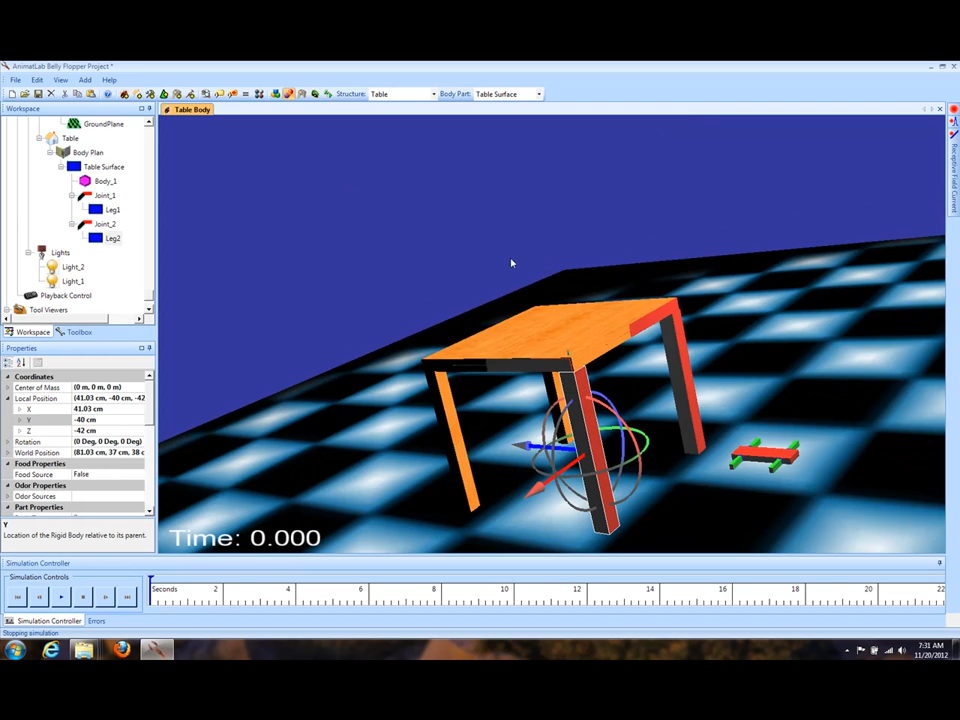 AnimatLab Belly Flopper Project *
File Edit View Add Help
Structure: Table Body Part: Table Surface
Workspace
Table Body
GroundPlane
Table
Body Plan
Table Surface
Body_1
Joint_1
Leg1
Joint_2
Leg2
Lights
Light_2
Light_1
Playback Control
Tool Viewers
Workspace Toolbox
Receptive Field Current
Properties
Coordinates
Center of Mass (0 m, 0 m, 0 m)
Local Position (41.03 cm, -40 cm, -42
X 41.03 cm
Y -40 cm
Z -42 cm
Rotation (0 Deg, 0 Deg, 0 Deg)
World Position (81.03 cm, 37 cm, 38 c
Food Properties
Food Source False
Odor Properties
Odor Sources
Part Properties
Y
Location of the Rigid Body relative to its parent.
Time: 0.000
Simulation Controller
Simulation Controls
Seconds 2 4 6 8 10 12 14 16 18 20 22
Simulation Controller Errors
Stopping simulation
7:31 AM
11/20/2012